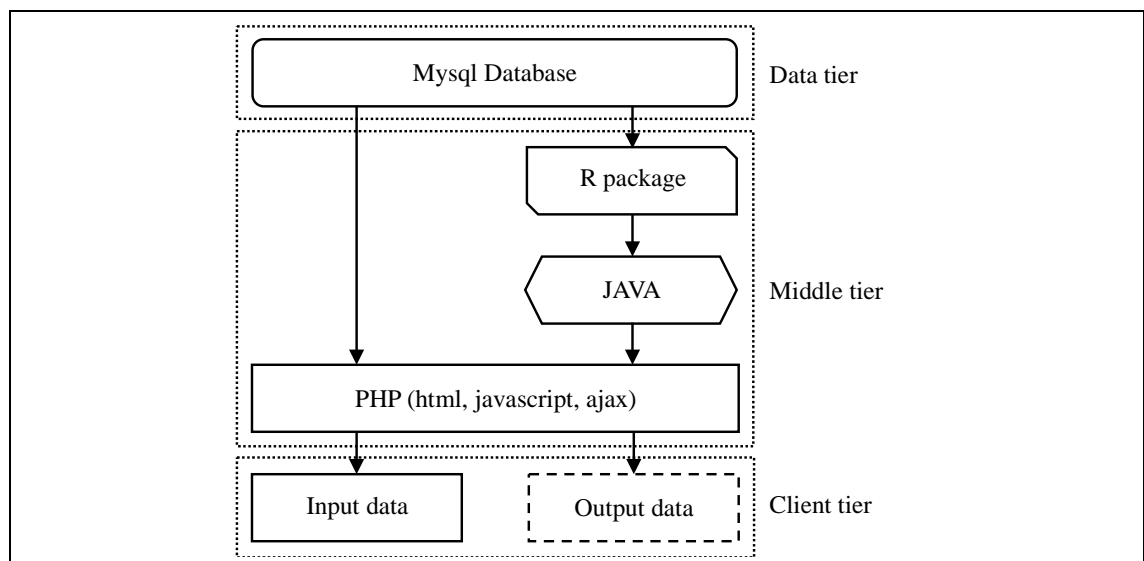 Mysql Database
Data tier
R package
JAVA
Middle tier
PHP (html, javascript, ajax)
Input data
Output data
Client tier